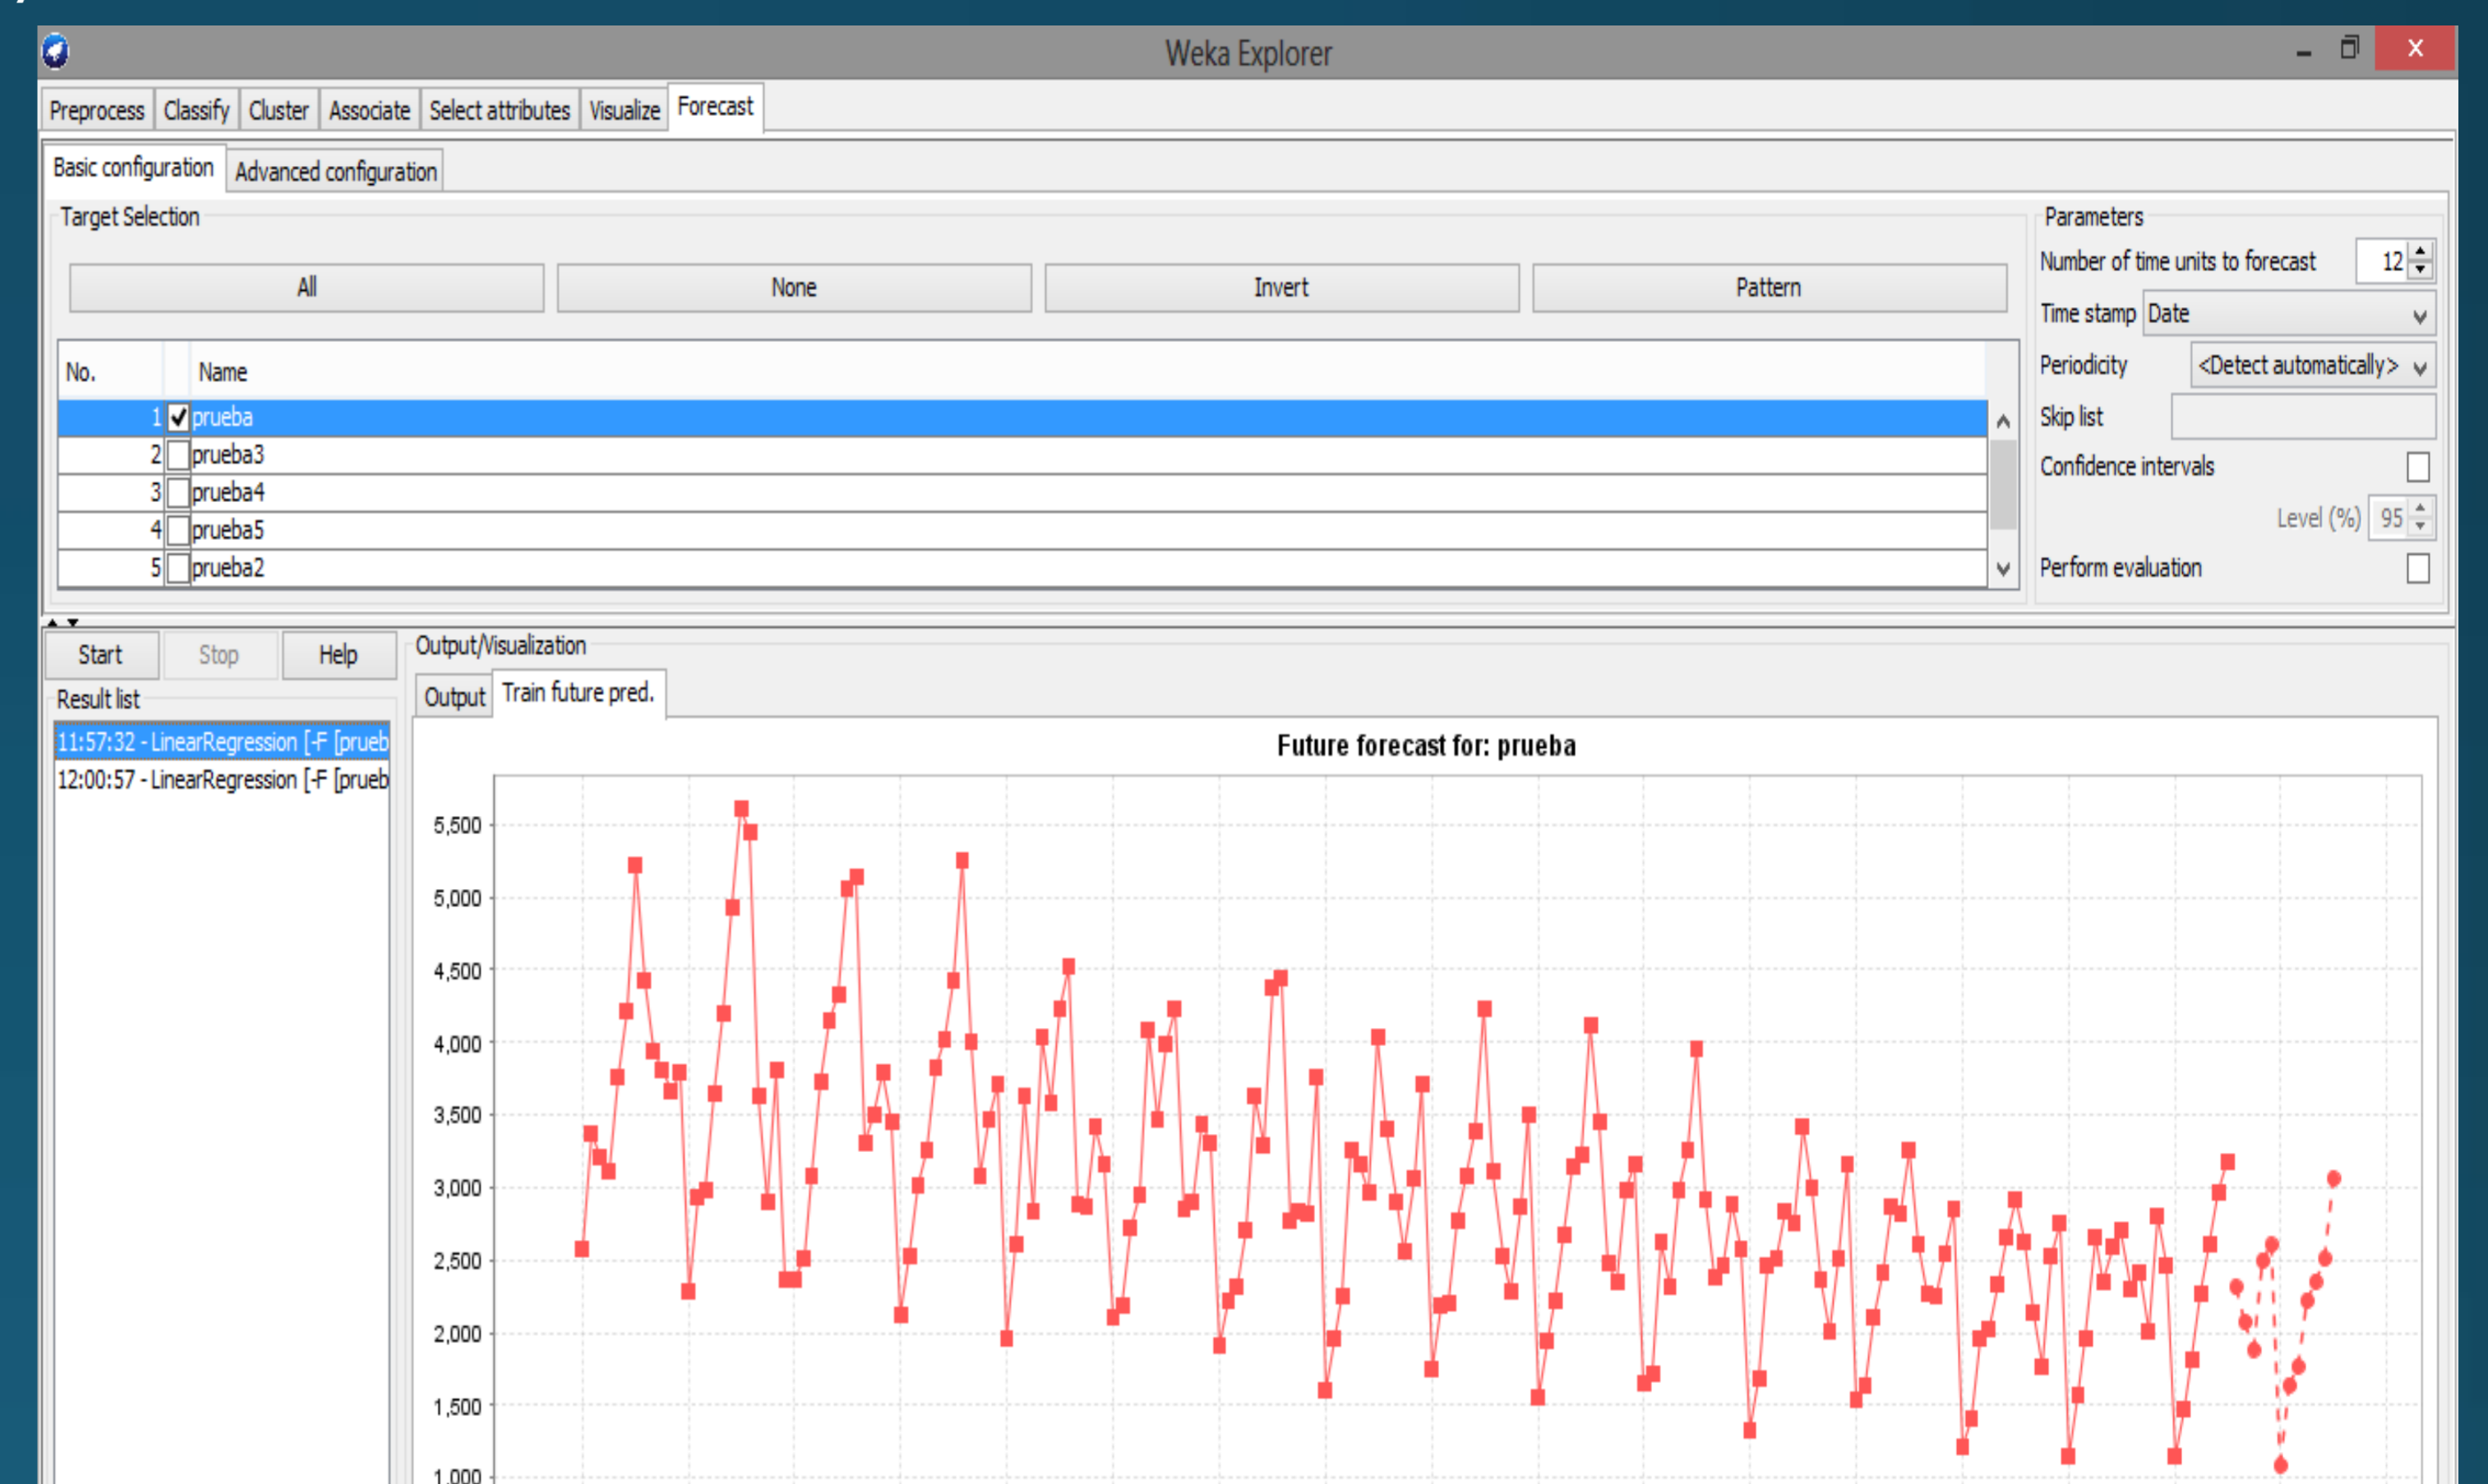 Weka Explorer
Preprocess Classify Cluster Associate Select attributes Visualize Forecast
Basic configuration Advanced configuration
Target Selection
All None Invert Pattern
No. Name
1 prueba
2 prueba3
3 prueba4
4 prueba5
5 prueba2
Parameters
Number of time units to forecast 12
Time stamp Date
Periodicity <Detect automatically>
Skip list
Confidence intervals
Level (%) 95
Perform evaluation
Start Stop Help
Result list
11:57:32 - LinearRegression [-F [prueb
12:00:57 - LinearRegression [-F [prueb
Output/Visualization
Output Train future pred.
Future forecast for: prueba
5,500
5,000
4,500
4,000
3,500
3,000
2,500
2,000
1,500
1,000